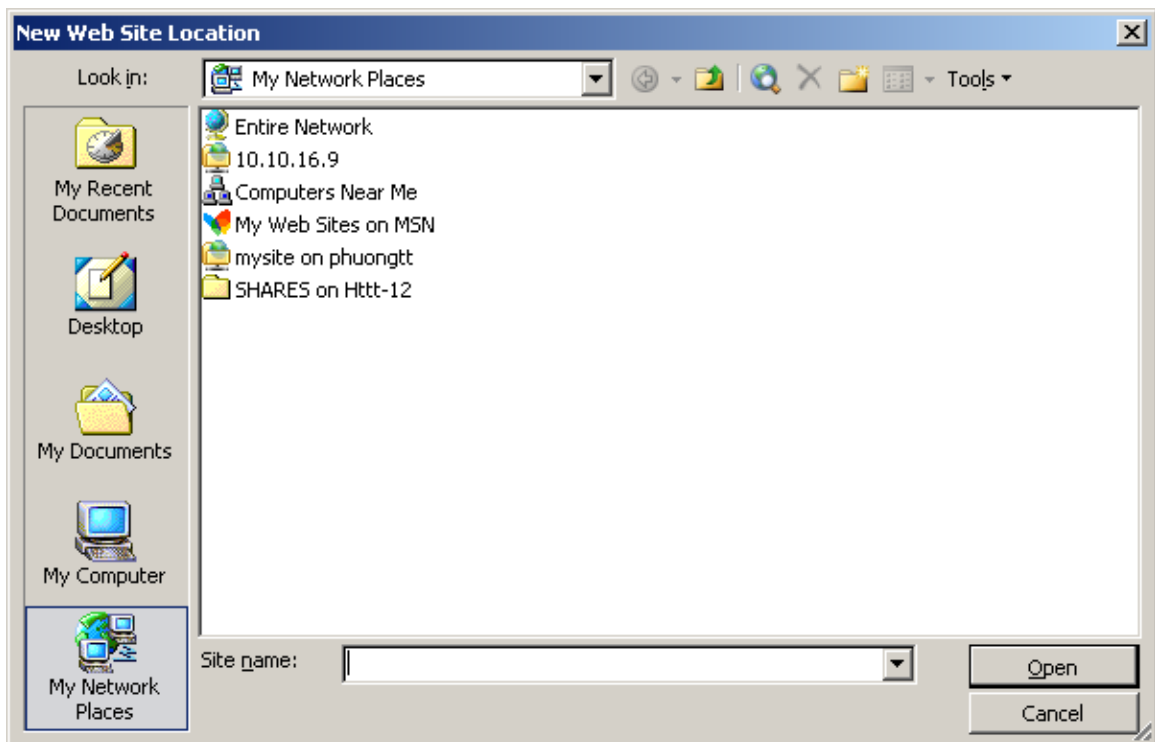 New Web Site Location
Look in: My Network Places Tools
Entire Network
10.10.16.9
Computers Near Me
My Web Sites on MSN
mysite on phuongtt
SHARES on Httt-12
My Recent
Documents
Desktop
My Documents
My Computer
My Network
Places
Site name:
Open
Cancel